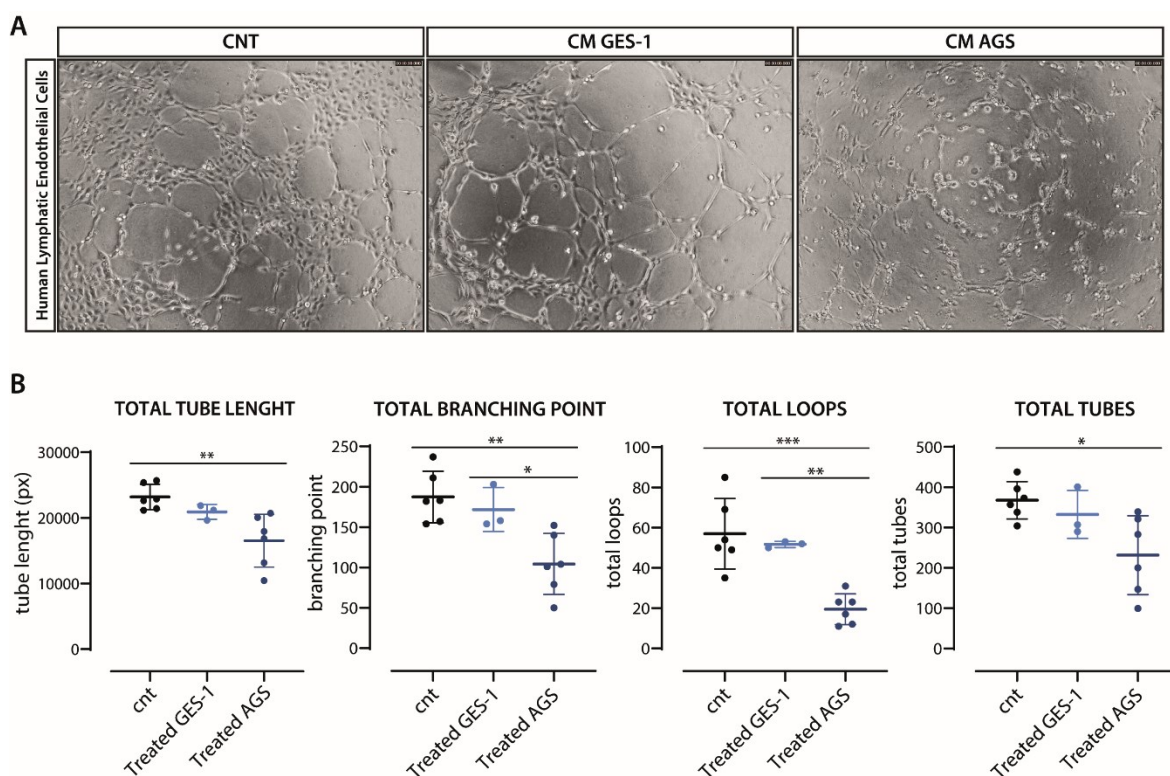 A
CNT
CM GES-1
CM AGS
Human Lymphatic Endothelial Cells
B
TOTAL TUBE LENGHT
**
tube lenght (px)
30000
20000
10000
0
cnt
Treated GES-1
Treated AGS
TOTAL BRANCHING POINT
**
*
branching point
250
200
150
100
50
0
cnt
Treated GES-1
Treated AGS
TOTAL LOOPS
***
**
total loops
100
80
60
40
20
0
cnt
Treated GES-1
Treated AGS
TOTAL TUBES
*
total tubes
500
400
300
200
100
0
cnt
Treated GES-1
Treated AGS